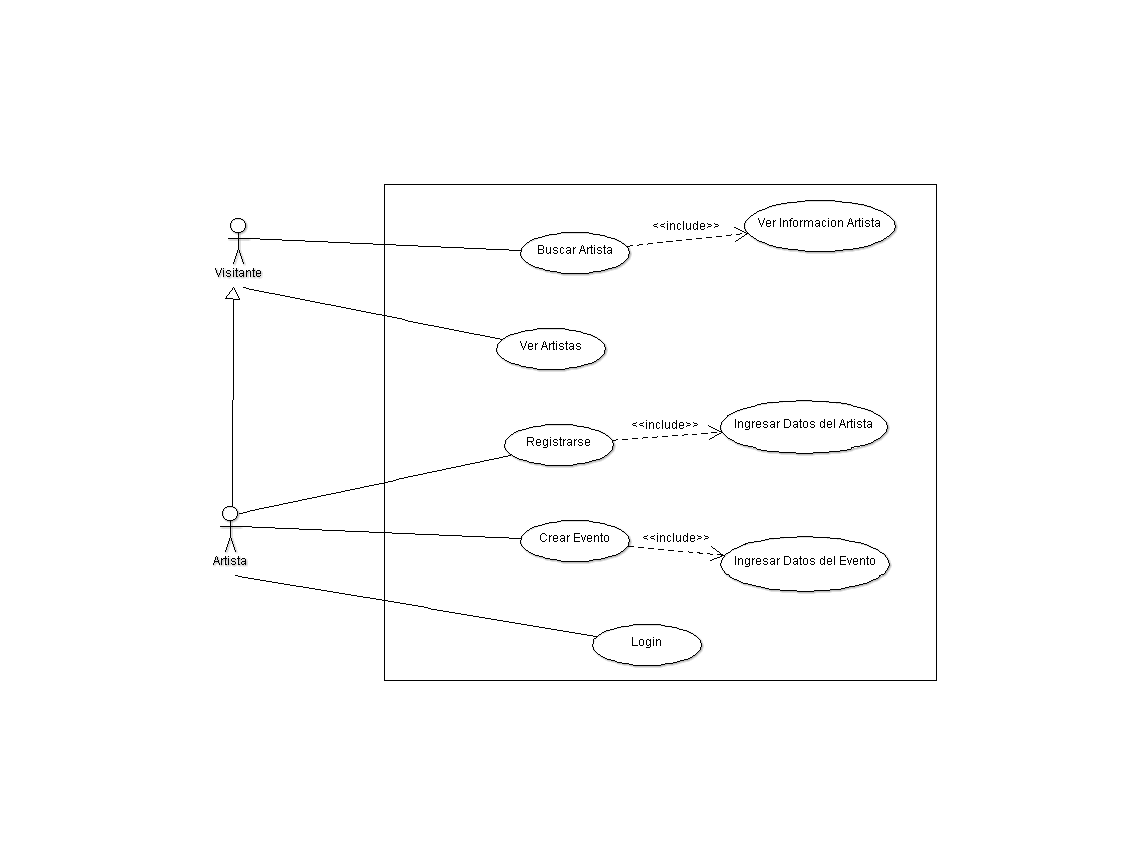 <<include>>
Ver Informacion Artista
Buscar Artista
Visitante
Ver Artistas
<<include>>
Ingresar Datos del Artista
Registrarse
Crear Evento
<<include>>
Ingresar Datos del Evento
Artista
Login